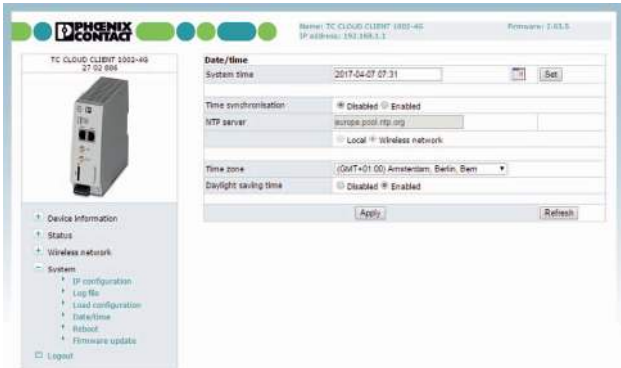 PHŒNIX CONTACT
Name: TC CLOUD CLIENT 1002-4G
IP address: 192.168.1.1
Firmware: 1.03.5
TC CLOUD CLIENT 1002-4G
27 02 886
Device information
Status
Wireless network
System
IP configuration
Log file
Load configuration
Date/time
Reboot
Firmware update
Logout
Date/time
System time 2017-04-07 07:31 Set
Time synchronisation Disabled Enabled
NTP server europe.pool.ntp.org
Local Wireless network
Time zone (GMT+01:00) Amsterdam, Berlin, Bern
Daylight saving time Disabled Enabled
Apply Refresh